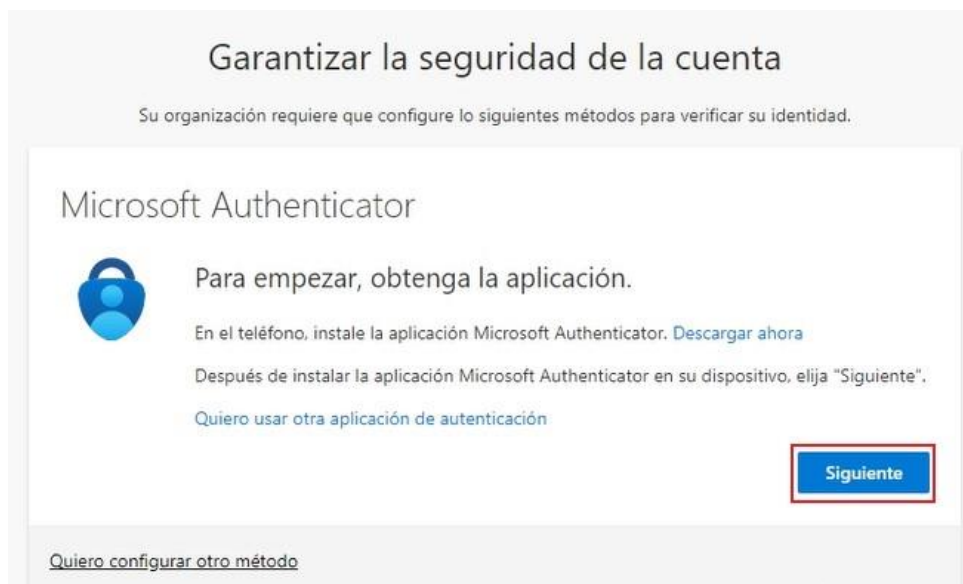 Garantizar la seguridad de la cuenta
Su organización requiere que configure lo siguientes métodos para verificar su identidad.
Microsoft Authenticator
Para empezar, obtenga la aplicación.
En el teléfono, instale la aplicación Microsoft Authenticator. Descargar ahora
Después de instalar la aplicación Microsoft Authenticator en su dispositivo, elija "Siguiente".
Quiero usar otra aplicación de autenticación
Siguiente
Quiero configurar otro método